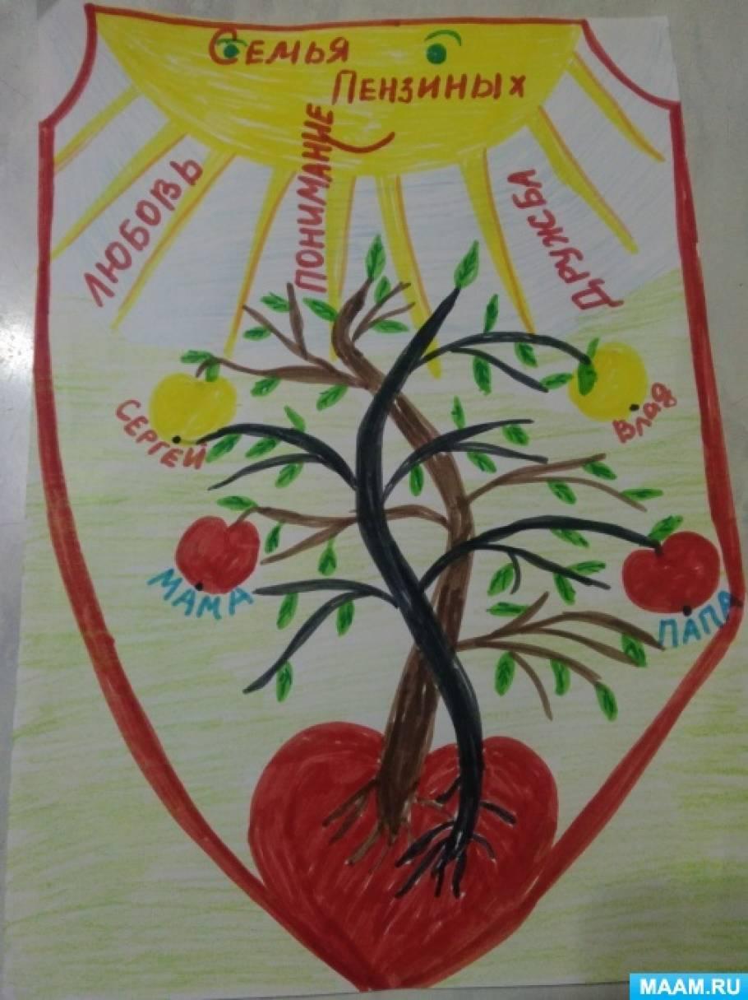 СЕМЬЯ
ПЕНЗИНЫХ
ЛЮБОВЬ
ПОНИМАНИЕ
ДРУЖБА
СЕРГЕЙ
ВЛАД
МАМА
ПАПА
MAAM.RU